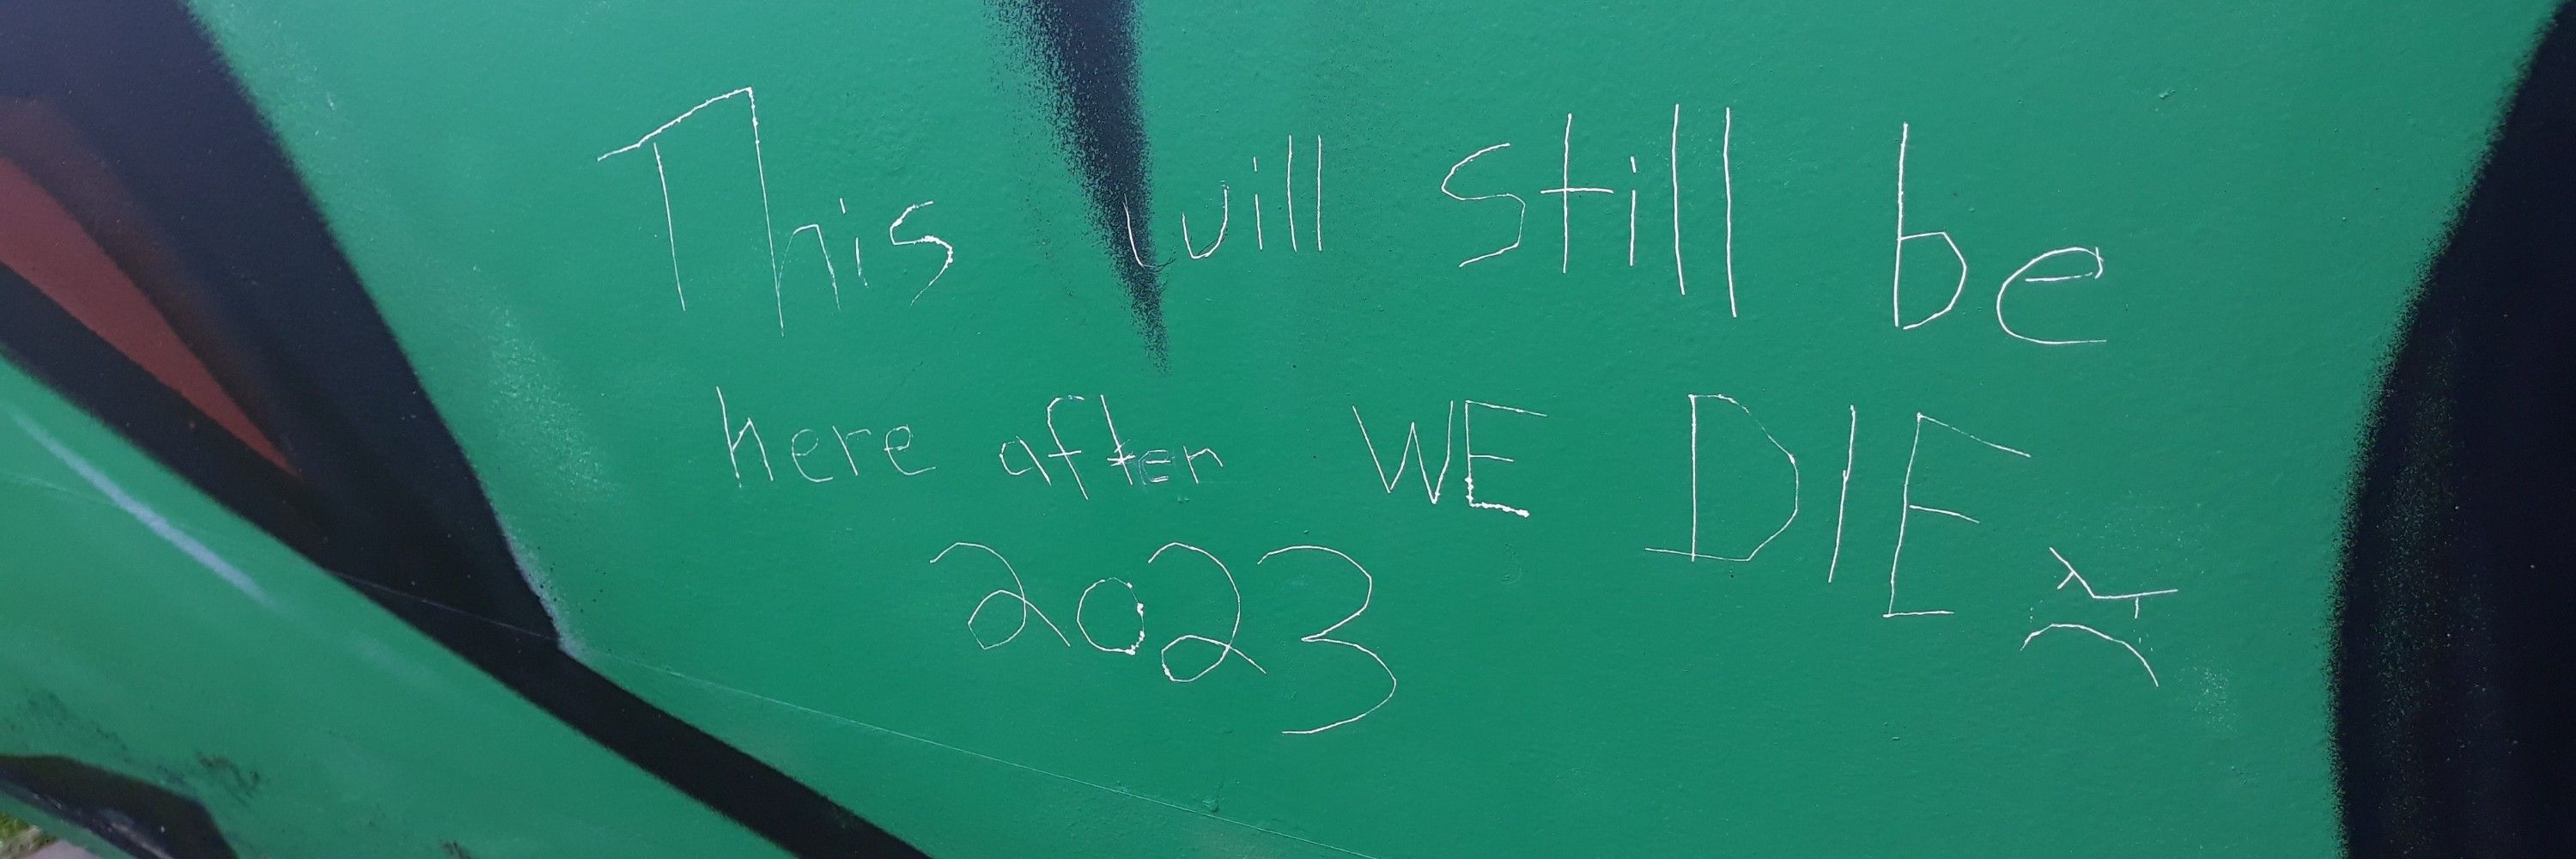 This will still be
here after WE DIE
2023